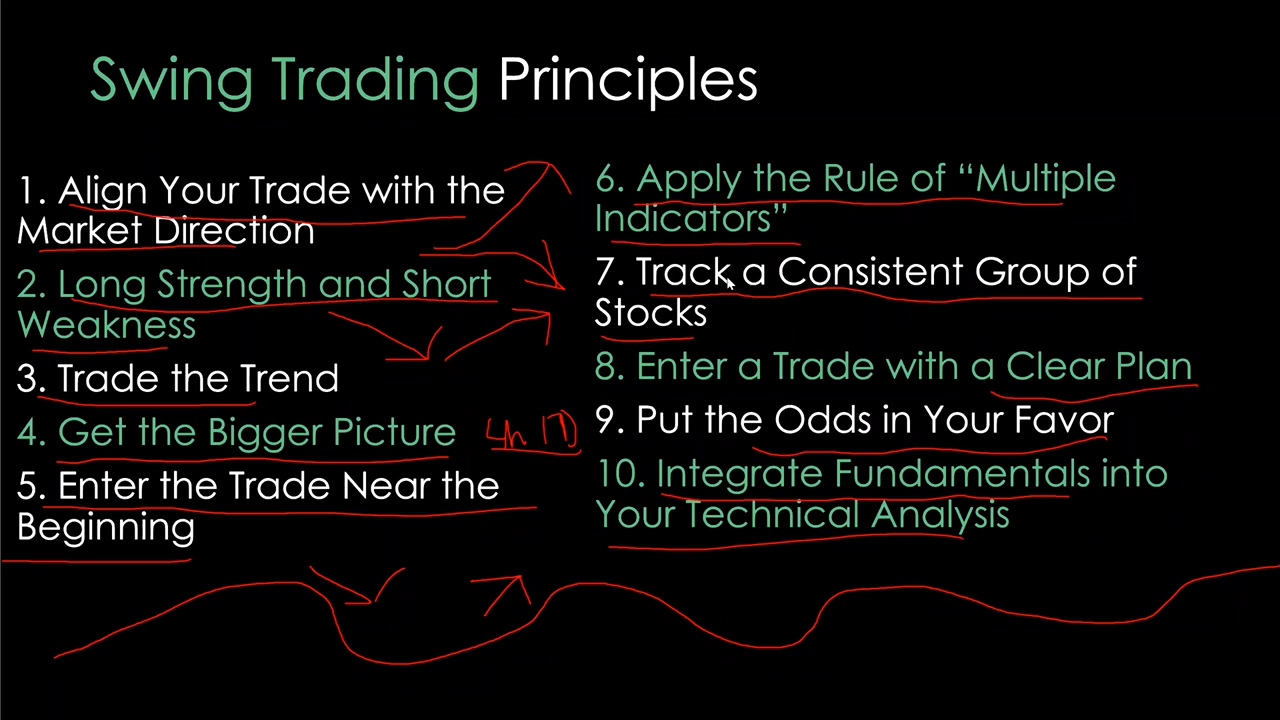 Swing Trading Principles
1. Align Your Trade with the
Market Direction
2. Long Strength and Short
Weakness
3. Trade the Trend
4. Get the Bigger Picture
5. Enter the Trade Near the
Beginning
6. Apply the Rule of “Multiple
Indicators”
7. Track a Consistent Group of
Stocks
8. Enter a Trade with a Clear Plan
9. Put the Odds in Your Favor
10. Integrate Fundamentals into
Your Technical Analysis